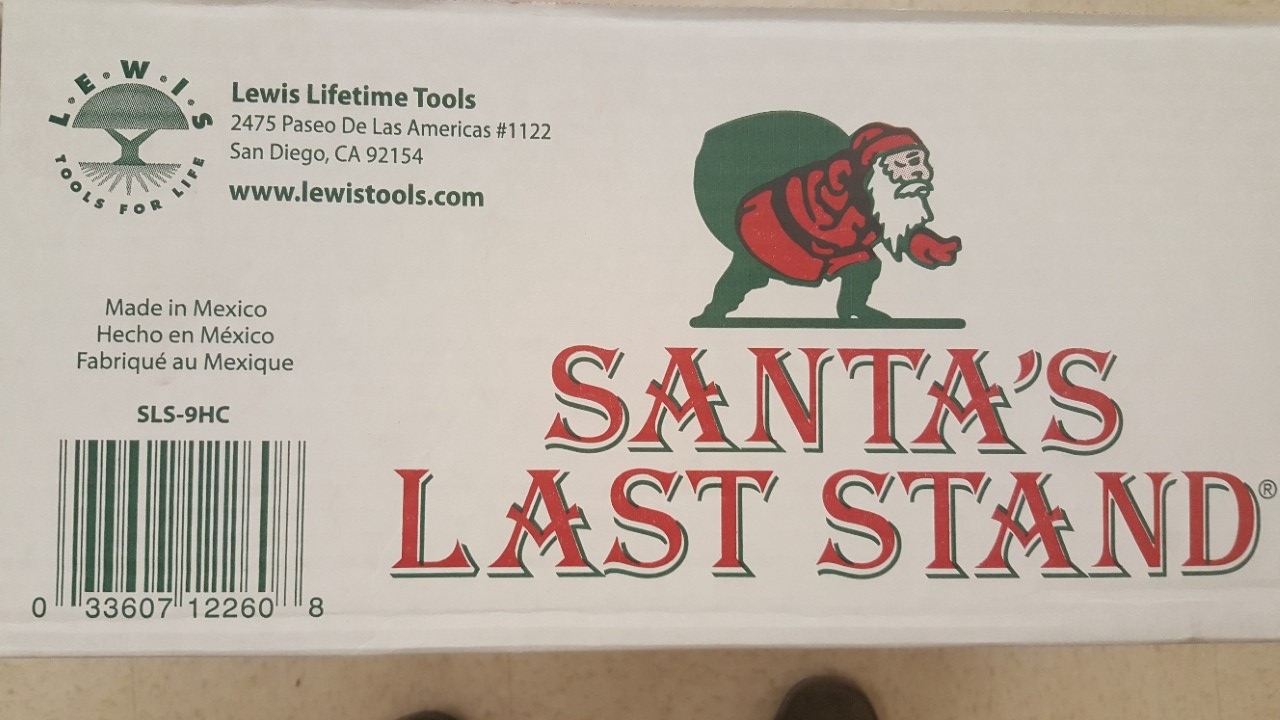 LEWIS
TOOLS FOR LIFE
Lewis Lifetime Tools
2475 Paseo De Las Americas #1122
San Diego, CA 92154
www.lewistools.com
Made in Mexico
Hecho en México
Fabriqué au Mexique
SLS-9HC
0 33607 12260 8
SANTA'S
LAST STAND®